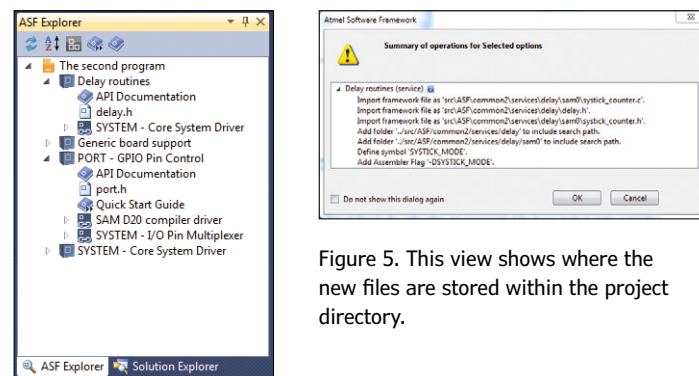 ASF Explorer
The second program
Delay routines
API Documentation
delay.h
SYSTEM - Core System Driver
Generic board support
PORT - GPIO Pin Control
API Documentation
port.h
Quick Start Guide
SAM D20 compiler driver
SYSTEM - I/O Pin Multiplexer
SYSTEM - Core System Driver
ASF Explorer
Solution Explorer
Atmel Software Framework
Summary of operations for Selected options
Delay routines (service)
Import framework file as 'src\ASF\common2\services\delay\sam0\systick_counter.c'.
Import framework file as 'src\ASF\common2\services\delay\delay.h'.
Import framework file as 'src\ASF\common2\services\delay\sam0\systick_counter.h'.
Add folder '../src/ASF/common2/services/delay' to include search path.
Add folder '../src/ASF/common2/services/delay/sam0' to include search path.
Define symbol 'SYSTICK_MODE'.
Add Assembler Flag '-DSYSTICK_MODE'.
Do not show this dialog again
OK
Cancel
Figure 5. This view shows where the
new files are stored within the project
directory.